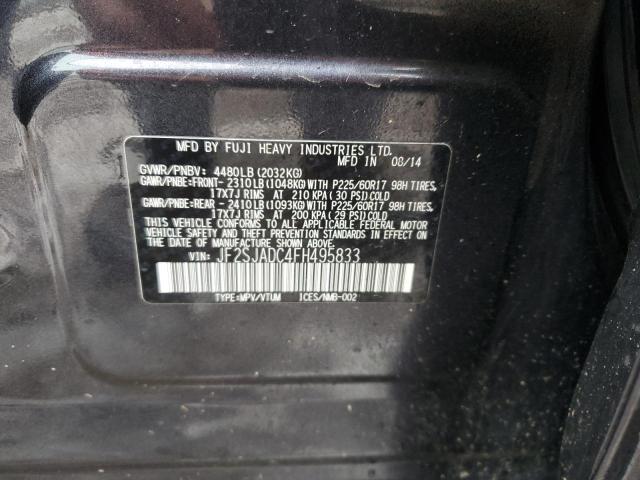 MFD BY FUJI HEAVY INDUSTRIES LTD.
MFD IN 08/14
GVWR/PNBV: 4480LB(2032KG)
GAWR/PNBE:FRONT- 2310LB(1048KG)WITH P225/60R17 98H TIRES,
17X7J RIMS AT 210 KPA(30 PSI)COLD
GAWR/PNBE:REAR - 2410LB(1093KG)WITH P225/60R17 98H TIRES,
17X7J RIMS AT 200 KPA(29 PSI)COLD
THIS VEHICLE CONFORMS TO ALL APPLICABLE FEDERAL MOTOR
VEHICLE SAFETY AND THEFT PREVENTION STANDARDS IN EFFECT
ON THE DATE OF MANUFACTURE SHOWN ABOVE.
VIN: JF2SJADC4FH495833
TYPE:MPV/VTUM ICES/NMB-002